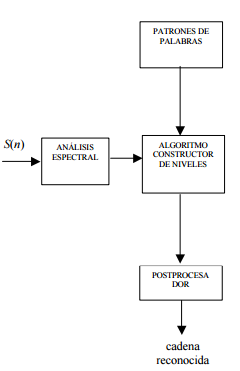 PATRONES DE
PALABRAS
S(n)
ANÁLISIS
ESPECTRAL
ALGORITMO
CONSTRUCTOR
DE NIVELES
POSTPROCESA
DOR
cadena
reconocida